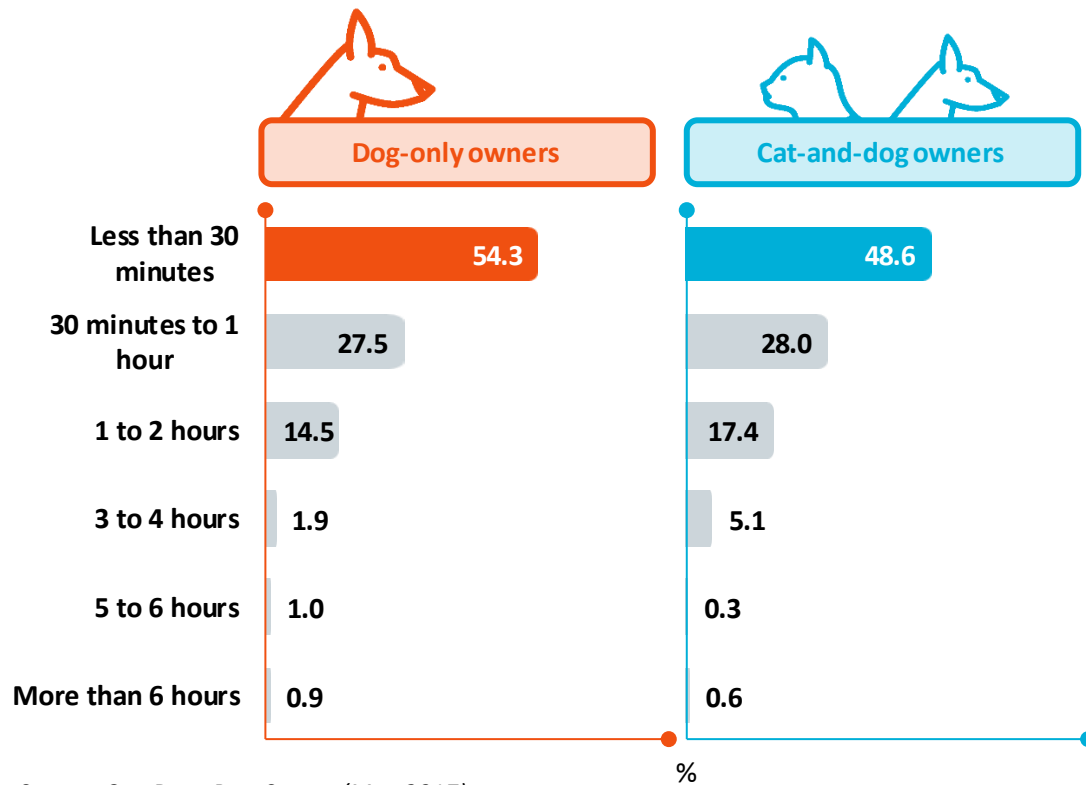 Dog-only owners
Cat-and-dog owners
Less than 30
minutes
54.3
48.6
30 minutes to 1
hour
27.5
28.0
1 to 2 hours
14.5
17.4
3 to 4 hours
1.9
5.1
5 to 6 hours
1.0
0.3
More than 6 hours
0.9
0.6
%